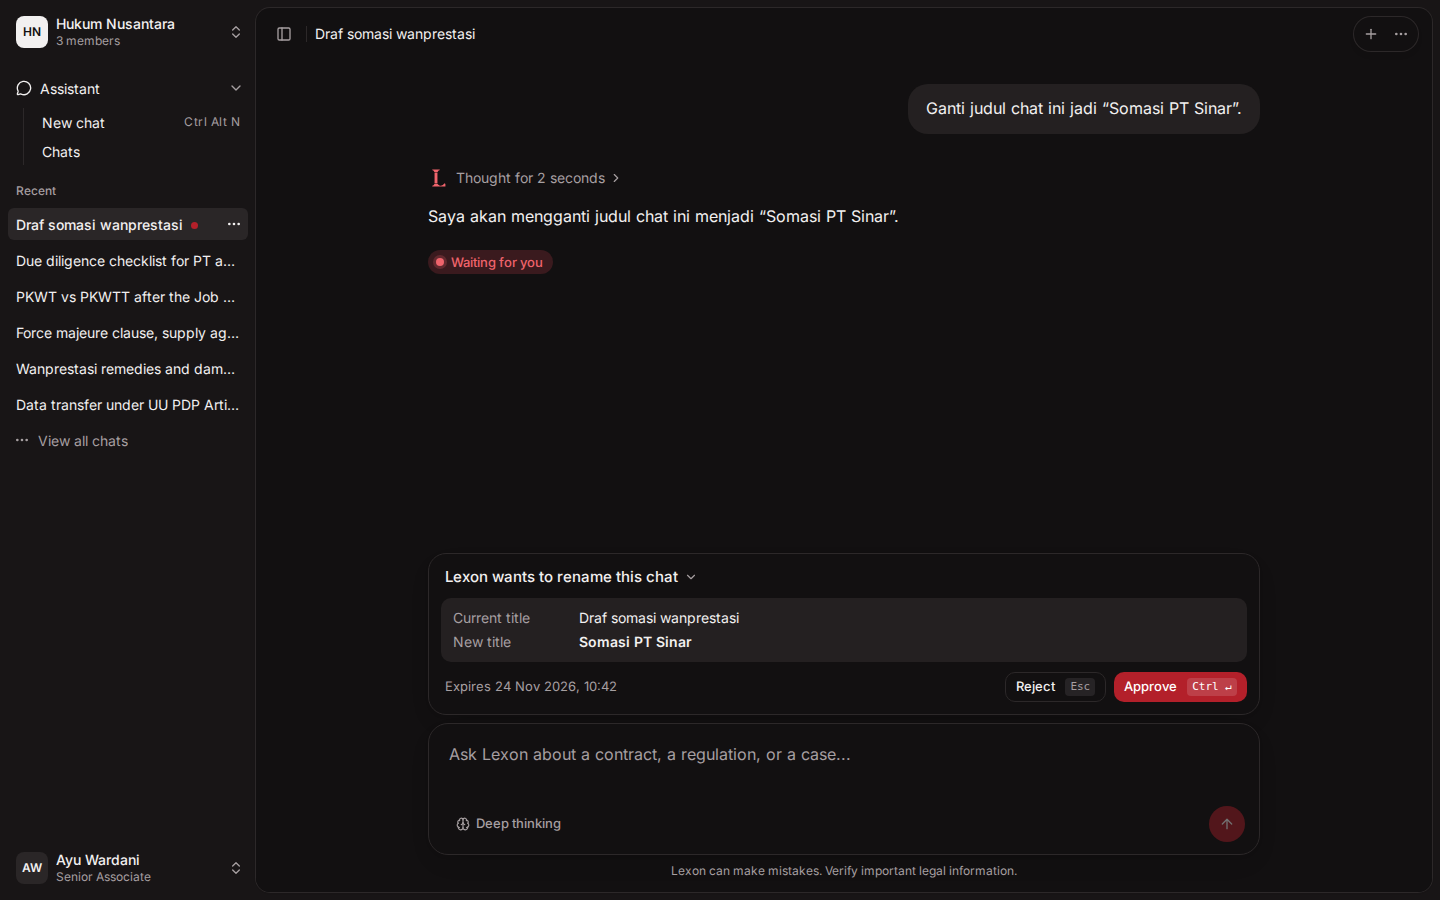 HN
Hukum Nusantara
3 members
Assistant
New chat
Ctrl Alt N
Chats
Recent
Draf somasi wanprestasi
Due diligence checklist for PT a...
PKWT vs PKWTT after the Job ...
Force majeure clause, supply ag...
Wanprestasi remedies and dam...
Data transfer under UU PDP Arti...
View all chats
AW
Ayu Wardani
Senior Associate
Draf somasi wanprestasi
Ganti judul chat ini jadi “Somasi PT Sinar”.
L
Thought for 2 seconds
Saya akan mengganti judul chat ini menjadi “Somasi PT Sinar”.
Waiting for you
Lexon wants to rename this chat
Current title Draf somasi wanprestasi
New title Somasi PT Sinar
Expires 24 Nov 2026, 10:42
Reject Esc
Approve Ctrl ↵
Ask Lexon about a contract, a regulation, or a case...
Deep thinking
Lexon can make mistakes. Verify important legal information.